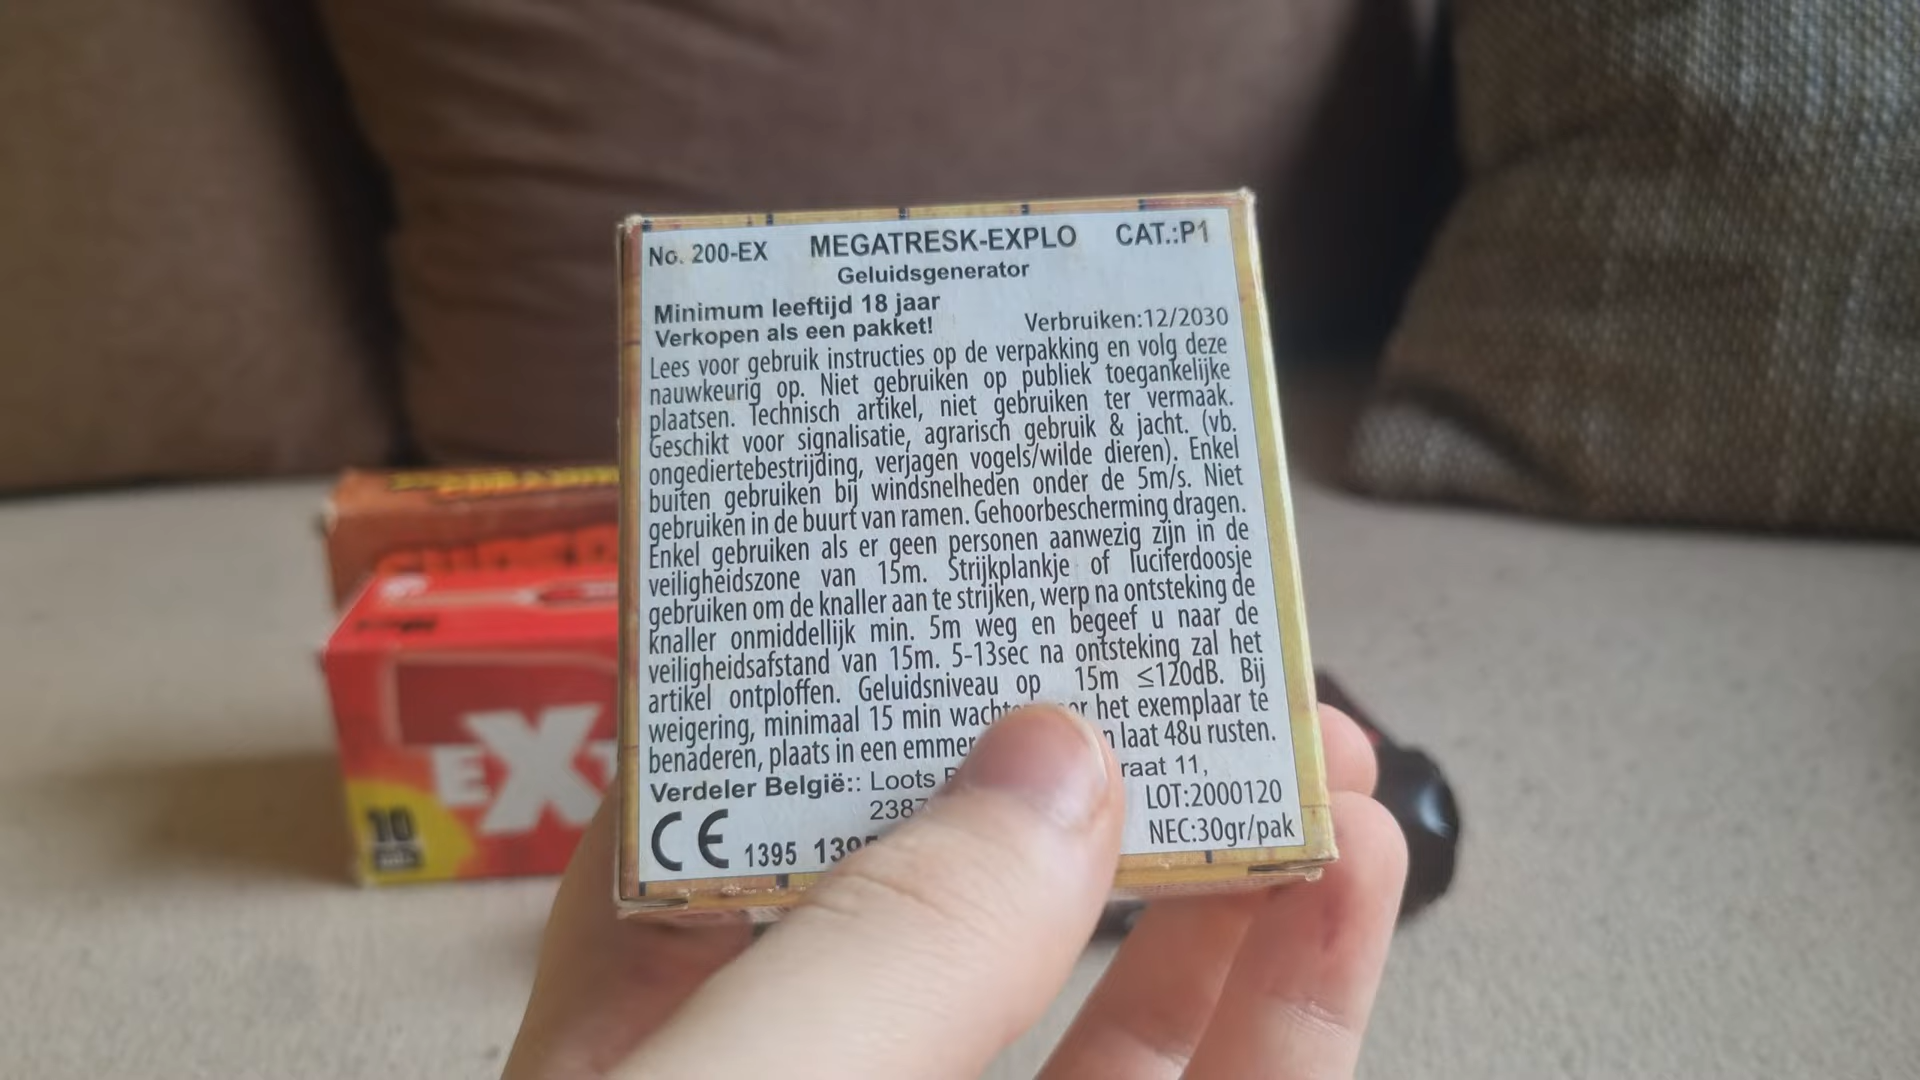 No. 200-EX MEGATRESK-EXPLO CAT.:P1
Geluidsgenerator
Minimum leeftijd 18 jaar
Verkopen als een pakket! Verbruiken:12/2030
Lees voor gebruik instructies op de verpakking en volg deze
nauwkeurig op. Niet gebruiken op publiek toegankelijke
plaatsen. Technisch artikel, niet gebruiken ter vermaak.
Geschikt voor signalisatie, agrarisch gebruik & jacht. (vb.
ongediertebestrijding, verjagen vogels/wilde dieren). Enkel
buiten gebruiken bij windsnelheden onder de 5m/s. Niet
gebruiken in de buurt van ramen. Gehoorbescherming dragen.
Enkel gebruiken als er geen personen aanwezig zijn in de
veiligheidszone van 15m. Strijkplankje of luciferdoosje
gebruiken om de knaller aan te strijken, werp na ontsteking de
knaller onmiddellijk min. 5m weg en begeef u naar de
veiligheidsafstand van 15m. 5-13sec na ontsteking zal het
artikel ontploffen. Geluidsniveau op 15m ≤120dB. Bij
weigering, minimaal 15 min het exemplaar te
benaderen, plaats in een emmer laat 48u rusten.
Verdeler België:: Loots 11,
2387 LOT:2000120
CE 1395 NEC:30gr/pak
10